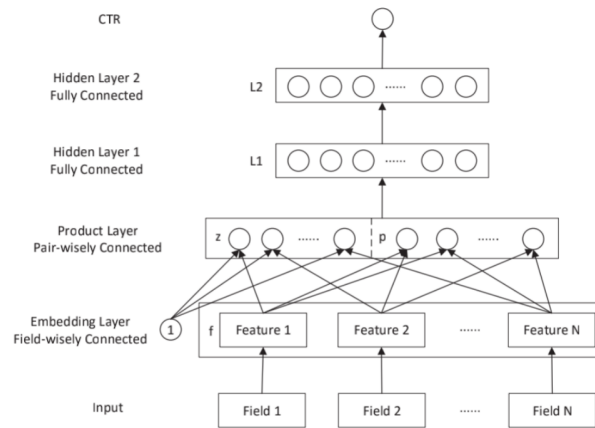 CTR
Hidden Layer 2
Fully Connected
L2
......
Hidden Layer 1
Fully Connected
L1
......
Product Layer
Pair-wisely Connected
z ...... p ......
Embedding Layer
Field-wisely Connected
1
f
Feature 1 Feature 2 ...... Feature N
Input
Field 1 Field 2 ...... Field N